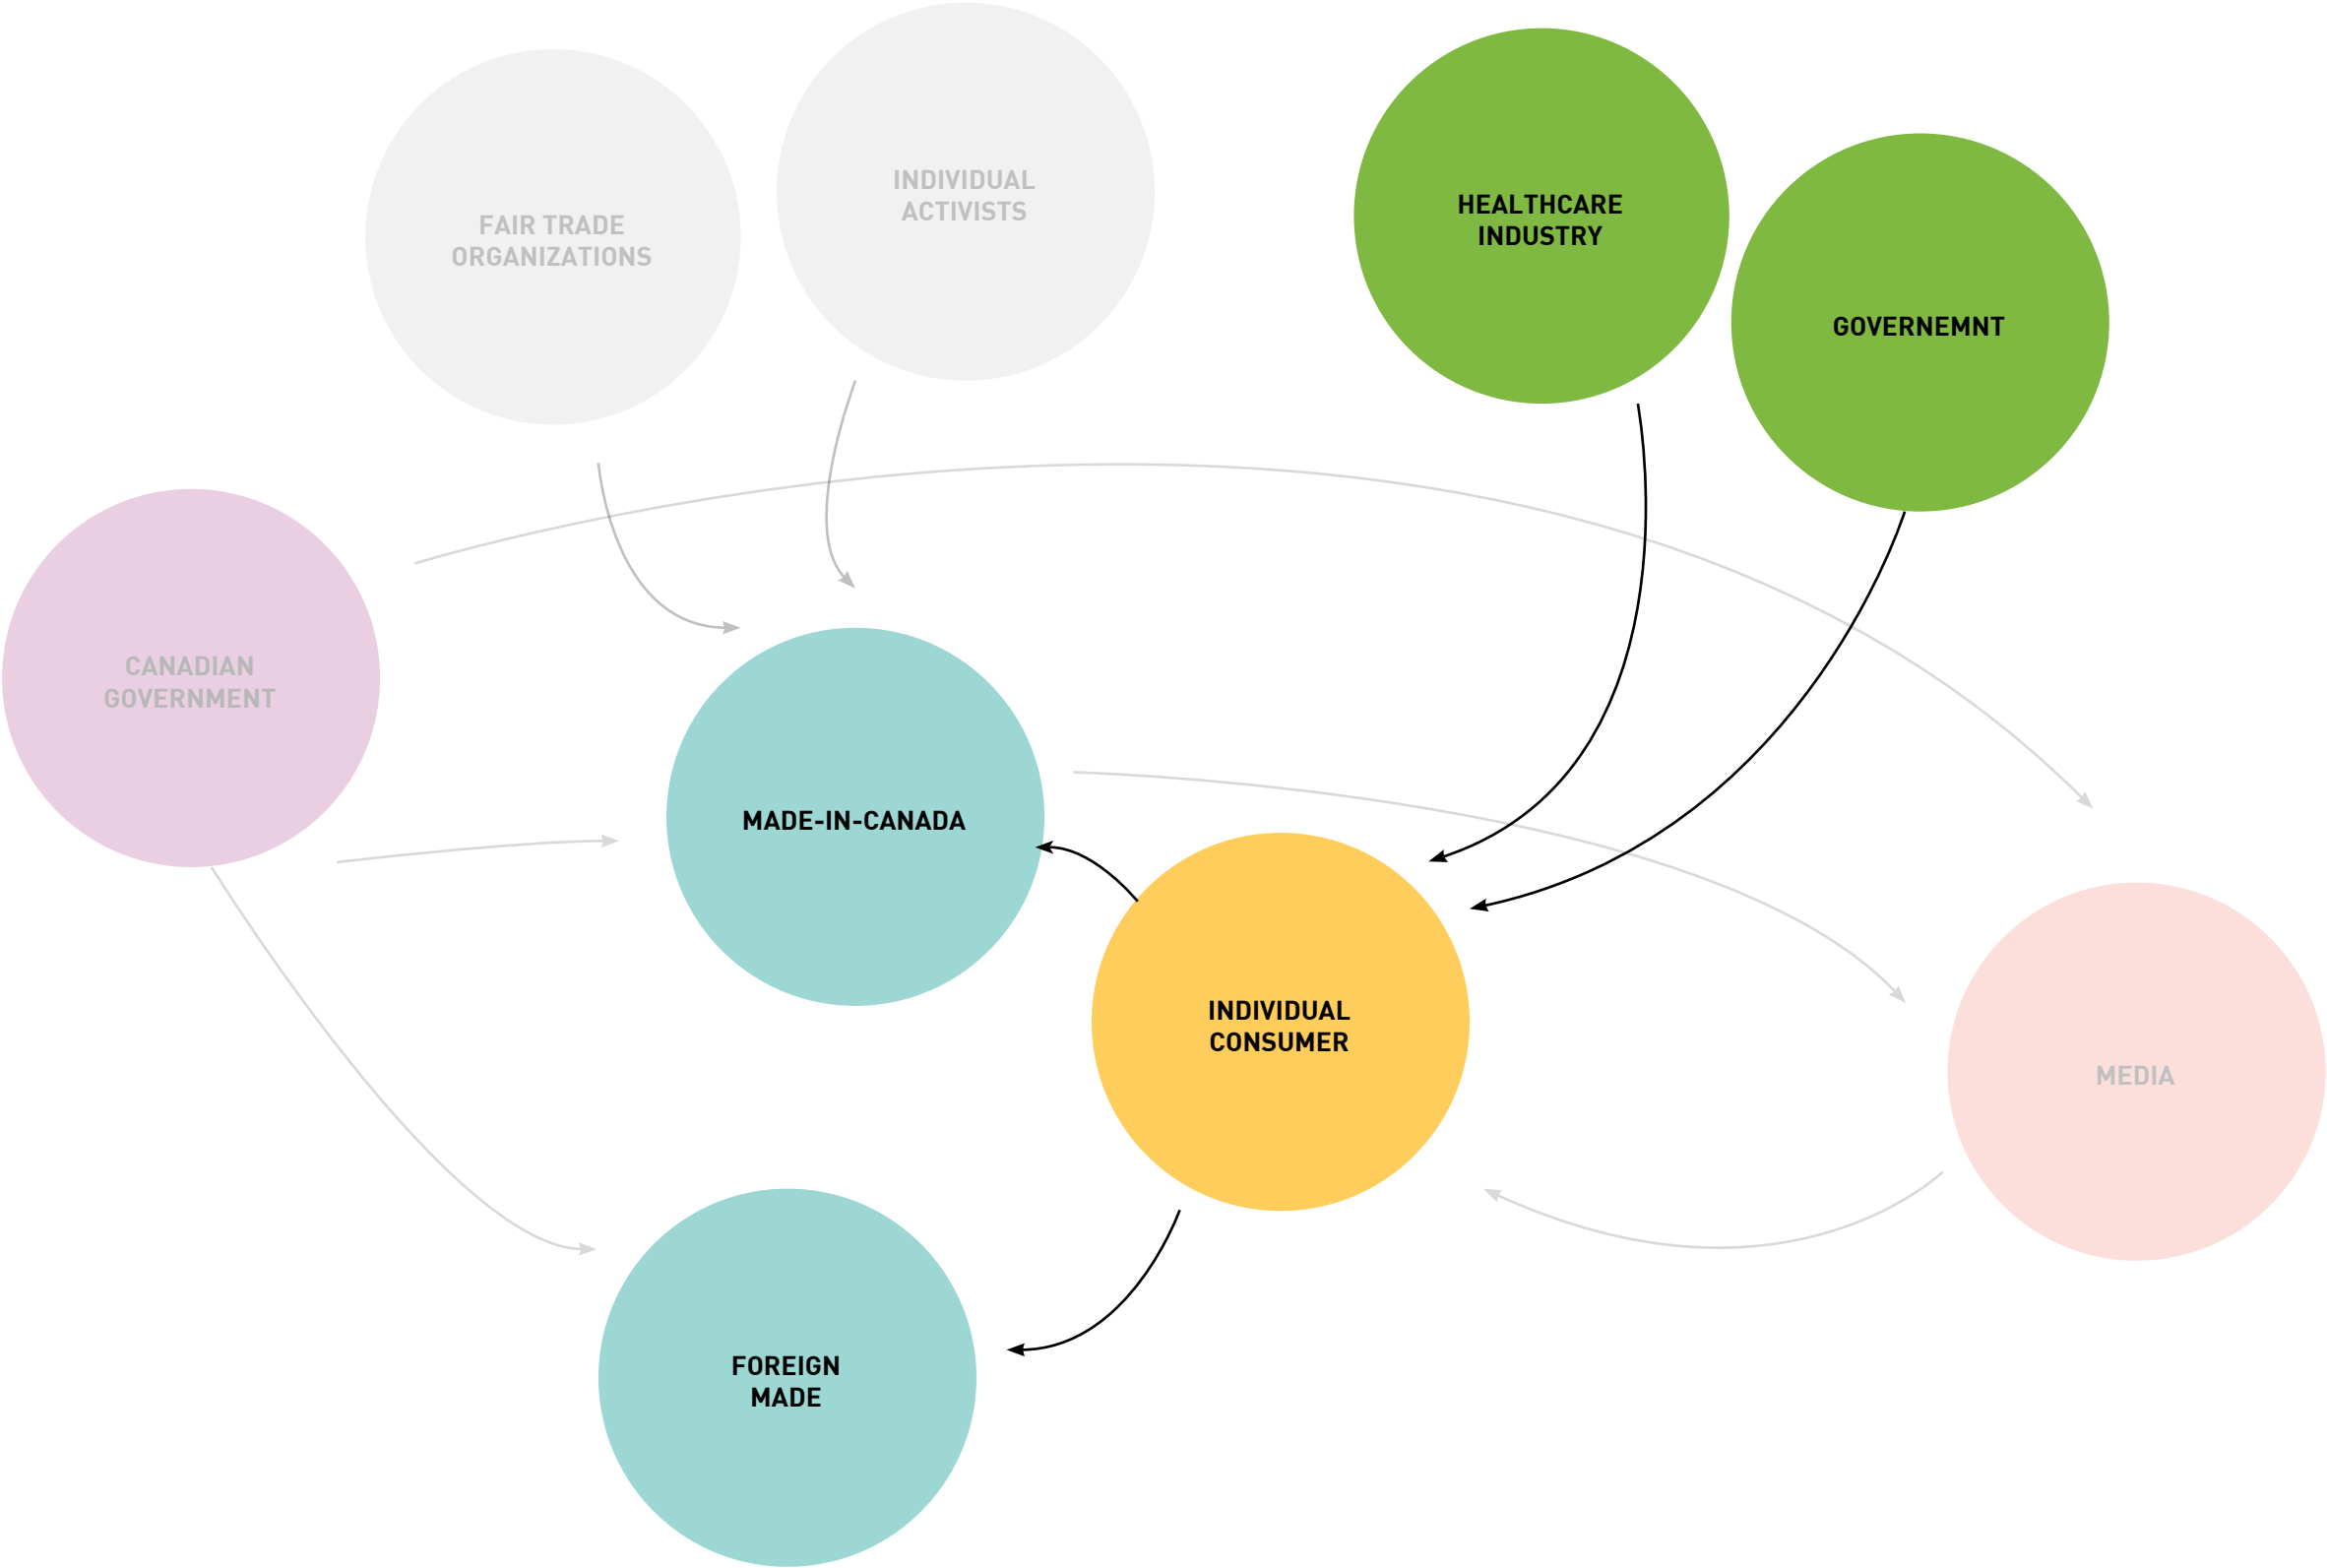 INDIVIDUAL
ACTIVISTS
FAIR TRADE
ORGANIZATIONS
HEALTHCARE
INDUSTRY
GOVERNEMNT
CANADIAN
GOVERNMENT
MADE-IN-CANADA
INDIVIDUAL
CONSUMER
MEDIA
FOREIGN
MADE